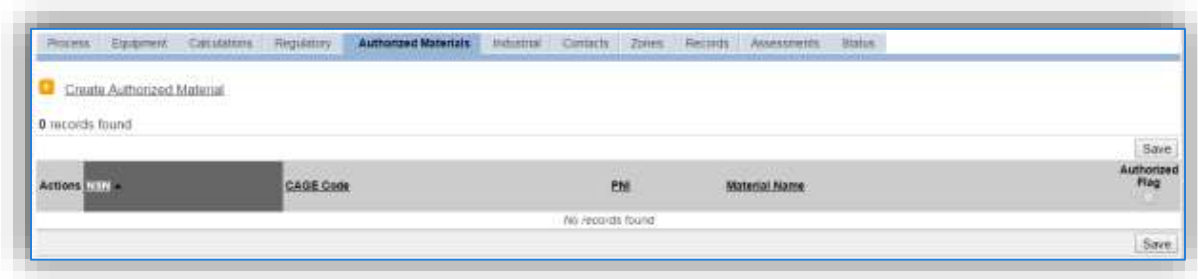 Process Equipment Calculations Regulatory Authorized Materials Industrial Contacts Zones Records Assessments Status
Create Authorized Material
0 records found
Save
Actions NSN CAGE Code PNI Material Name Authorized Flag
No records found
Save